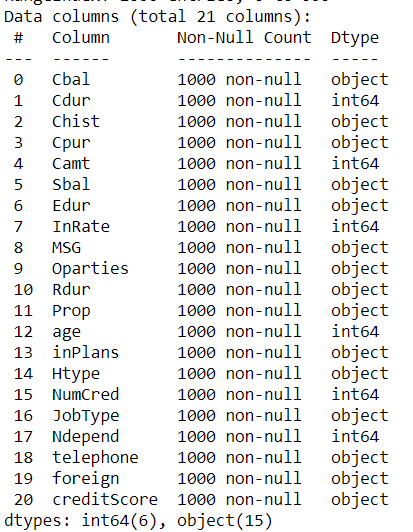 Data columns (total 21 columns):
 #   Column       Non-Null Count  Dtype
---  ------       --------------  -----
 0   Cbal         1000 non-null   object
 1   Cdur         1000 non-null   int64
 2   Chist        1000 non-null   object
 3   Cpur         1000 non-null   object
 4   Camt         1000 non-null   int64
 5   Sbal         1000 non-null   object
 6   Edur         1000 non-null   object
 7   InRate       1000 non-null   int64
 8   MSG          1000 non-null   object
 9   Oparties     1000 non-null   object
 10  Rdur         1000 non-null   object
 11  Prop         1000 non-null   object
 12  age          1000 non-null   int64
 13  inPlans      1000 non-null   object
 14  Htype        1000 non-null   object
 15  NumCred      1000 non-null   int64
 16  JobType      1000 non-null   object
 17  Ndepend      1000 non-null   int64
 18  telephone    1000 non-null   object
 19  foreign      1000 non-null   object
 20  creditScore  1000 non-null   object
dtypes: int64(6), object(15)